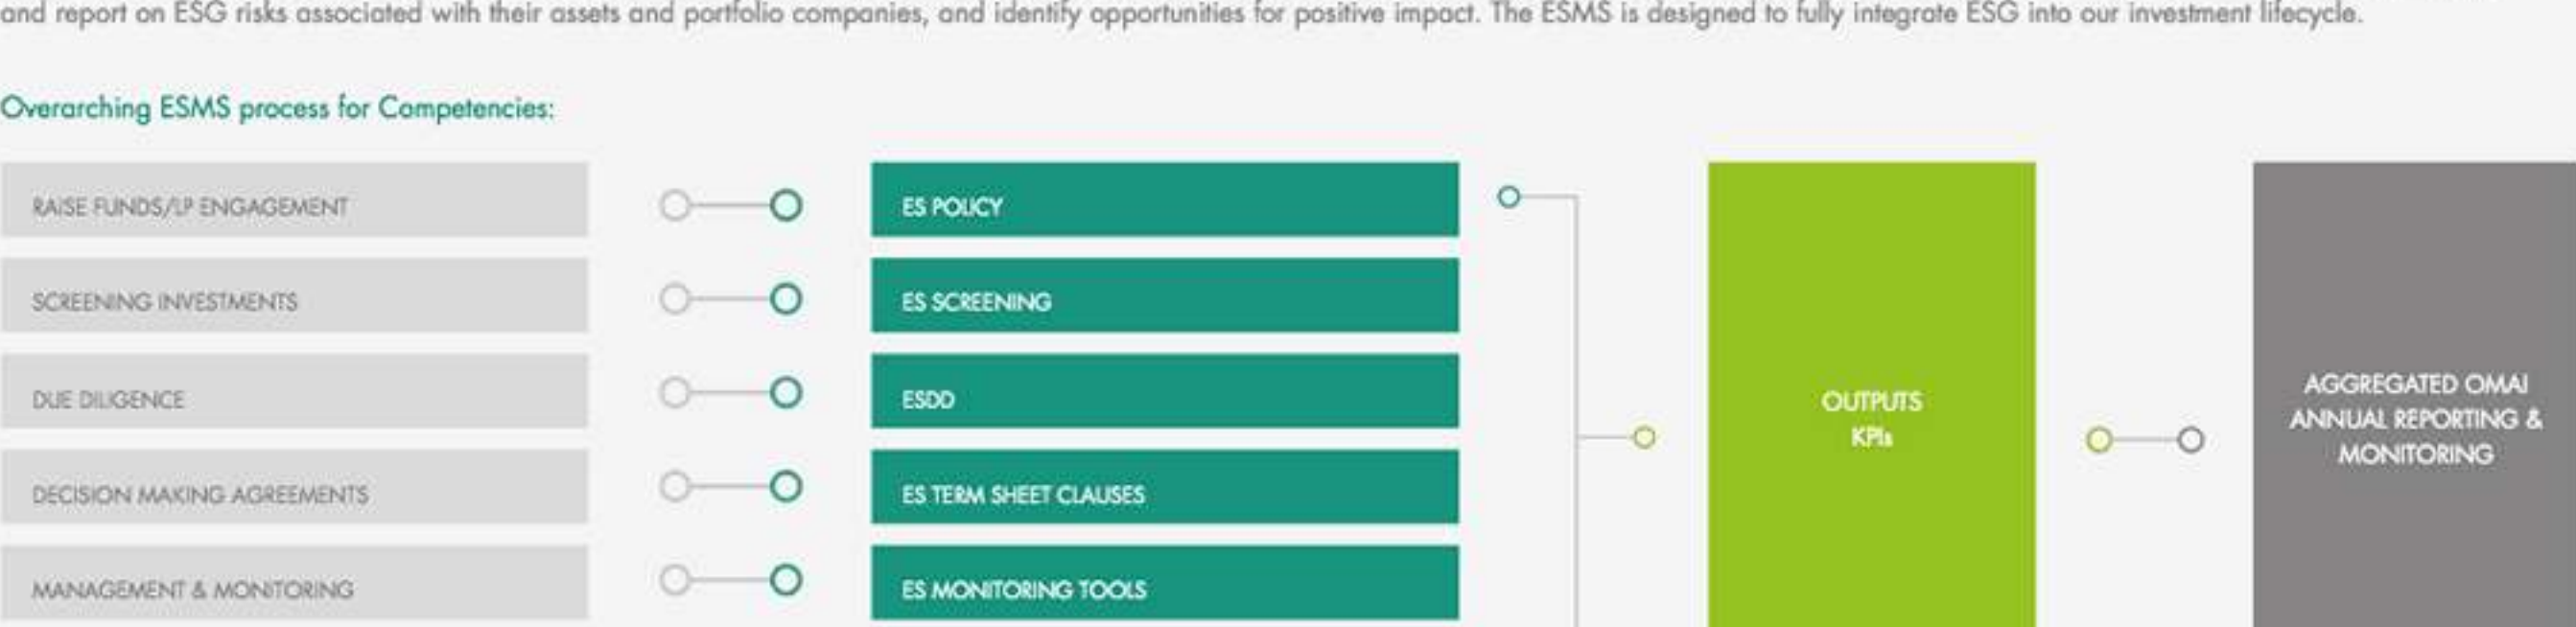 and report on ESG risks associated with their assets and portfolio companies, and identify opportunities for positive impact. The ESMS is designed to fully integrate ESG into our investment lifecycle.
Overarching ESMS process for Competencies:
RAISE FUNDS/LP ENGAGEMENT
ES POLICY
SCREENING INVESTMENTS
ES SCREENING
DUE DILIGENCE
ESDD
DECISION MAKING AGREEMENTS
ES TERM SHEET CLAUSES
MANAGEMENT & MONITORING
ES MONITORING TOOLS
OUTPUTS
KPIs
AGGREGATED OMAI
ANNUAL REPORTING &
MONITORING